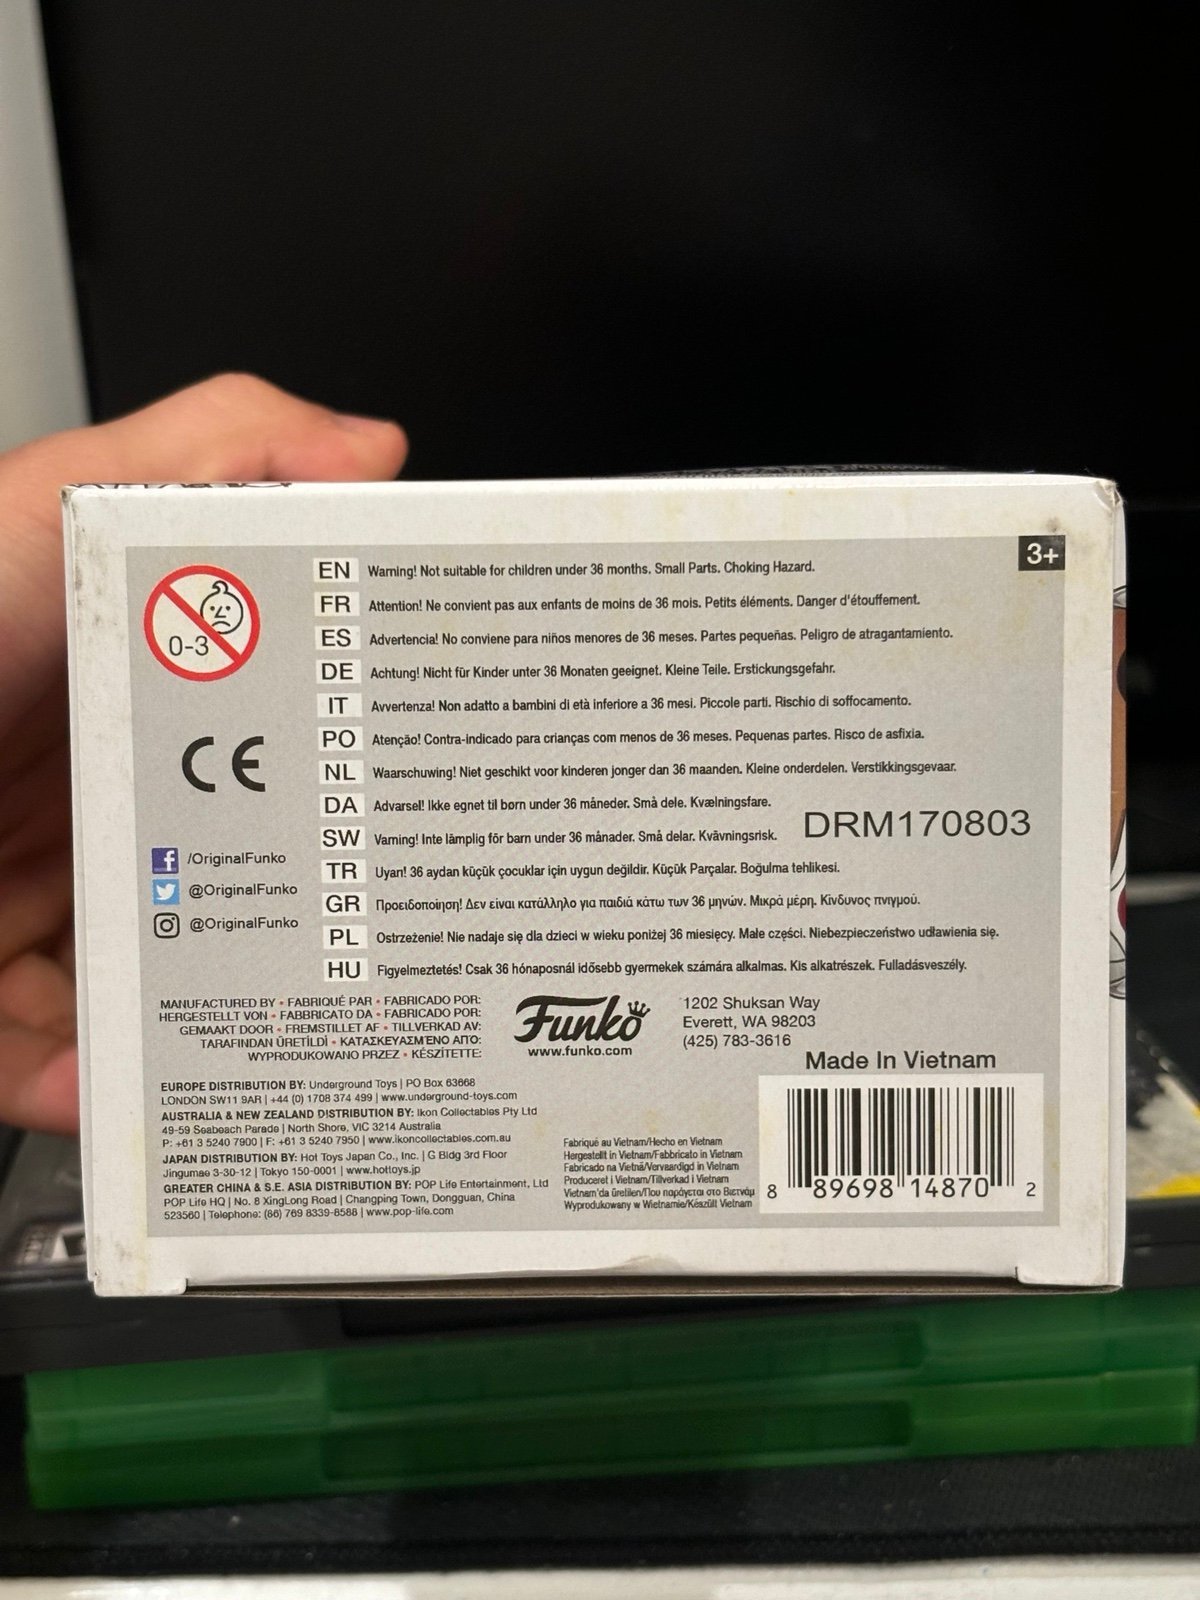 3+
0-3
EN Warning! Not suitable for children under 36 months. Small Parts. Choking Hazard.
FR Attention! Ne convient pas aux enfants de moins de 36 mois. Petits éléments. Danger d'étouffement.
ES Advertencia! No conviene para niños menores de 36 meses. Partes pequeñas. Peligro de atragantamiento.
DE Achtung! Nicht für Kinder unter 36 Monaten geeignet. Kleine Teile. Erstickungsgefahr.
IT Avvertenza! Non adatto a bambini di età inferiore a 36 mesi. Piccole parti. Rischio di soffocamento.
PO Atenção! Contra-indicado para crianças com menos de 36 meses. Pequenas partes. Risco de asfixia.
NL Waarschuwing! Niet geschikt voor kinderen jonger dan 36 maanden. Kleine onderdelen. Verstikkingsgevaar.
DA Advarsel! Ikke egnet til børn under 36 måneder. Små dele. Kvælningsfare.
SW Varning! Inte lämplig för barn under 36 månader. Små delar. Kvävningsrisk.
TR Uyan! 36 aydan küçük çocuklar için uygun değildir. Küçük Parçalar. Boğulma tehlikesi.
GR Προειδοποίηση! Δεν είναι κατάλληλο για παιδιά κάτω των 36 μηνών. Μικρά μέρη. Κίνδυνος πνιγμού.
PL Ostrzeżenie! Nie nadaje się dla dzieci w wieku poniżej 36 miesięcy. Małe części. Niebezpieczeństwo udławienia się.
HU Figyelmeztetés! Csak 36 hónaposnál idősebb gyermekek számára alkalmas. Kis alkatrészek. Fulladásveszély.
DRM170803
CE
/OriginalFunko
@OriginalFunko
@OriginalFunko
MANUFACTURED BY • FABRIQUÉ PAR • FABRICADO POR:
HERGESTELLT VON • FABBRICATO DA • FABRICADO POR:
GEMAAKT DOOR • FREMSTILLET AF • TILLVERKAD AV:
TARAFINDAN ÜRETİLDİ • ΚΑΤΑΣΚΕΥΑΣΜΈΝΟ ΑΠΌ:
WYPRODUKOWANO PRZEZ • KÉSZÍTETTE:
Funko
www.funko.com
1202 Shuksan Way
Everett, WA 98203
(425) 783-3616
Made In Vietnam
EUROPE DISTRIBUTION BY: Underground Toys | PO Box 63668
LONDON SW11 9AR | +44 (0) 1708 374 499 | www.underground-toys.com
AUSTRALIA & NEW ZEALAND DISTRIBUTION BY: Ikon Collectables Pty Ltd
49-59 Seabeach Parade | North Shore, VIC 3214 Australia
P: +61 3 5240 7900 | F: +61 3 5240 7950 | www.ikoncollectables.com.au
JAPAN DISTRIBUTION BY: Hot Toys Japan Co., Inc. | G Bldg 3rd Floor
Jingumae 3-30-12 | Tokyo 150-0001 | www.hottoys.jp
GREATER CHINA & S.E. ASIA DISTRIBUTION BY: POP Life Entertainment, Ltd
POP Life HQ | No. 8 XingLong Road | Changping Town, Dongguan, China
523560 | Telephone: (86) 769 8339-8588 | www.pop-life.com
Fabriqué au Vietnam/Hecho en Vietnam
Hergestellt in Vietnam/Fabbricato in Vietnam
Fabricado na Vietnã/Vervaardigd in Vietnam
Produceret i Vietnam/Tillverkad i Vietnam
Vietnam'da üretilen/Που παράγεται στο Βιετνάμ
Wyprodukowany w Wietnamie/Készült Vietnam
8 89698 14870 2